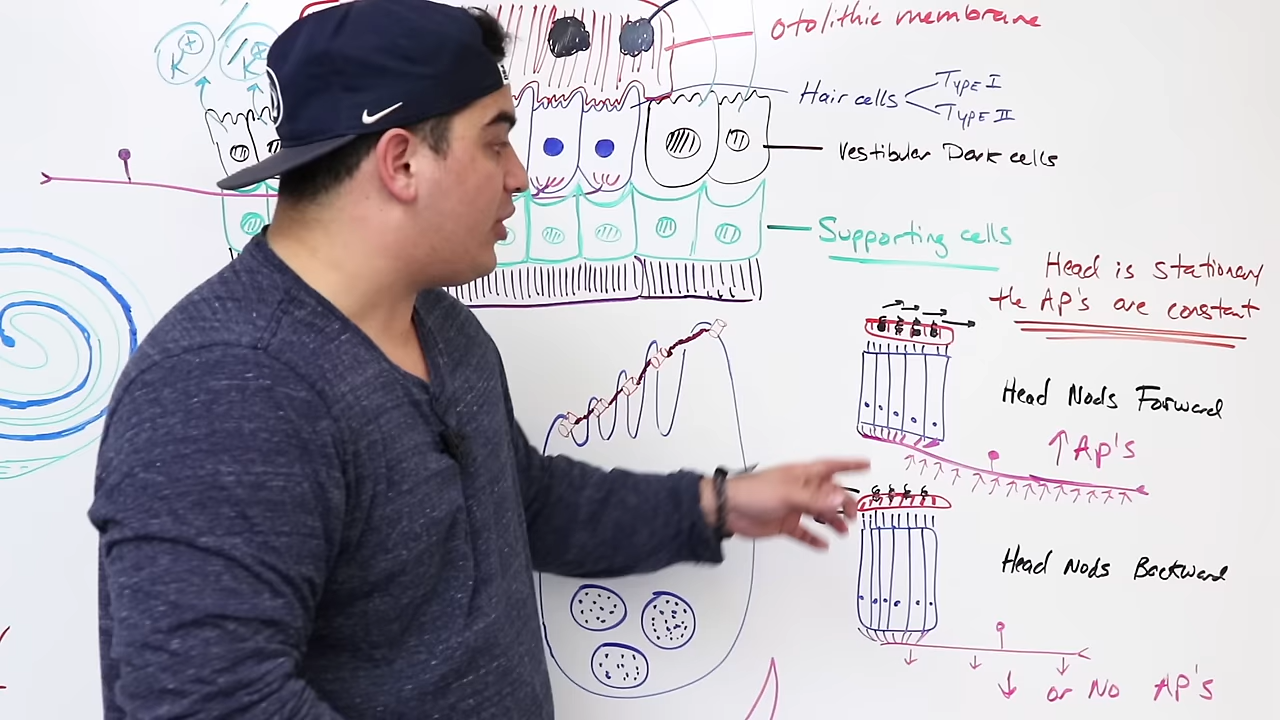 K⊕
K⊕
Otolithic membrane
Hair cells
Type I
Type II
Vestibular Dark cells
Supporting cells
Head is stationary
the AP's are constant
Head Nods Forward
↑ Ap's
Head Nods Backward
↓ or No AP's